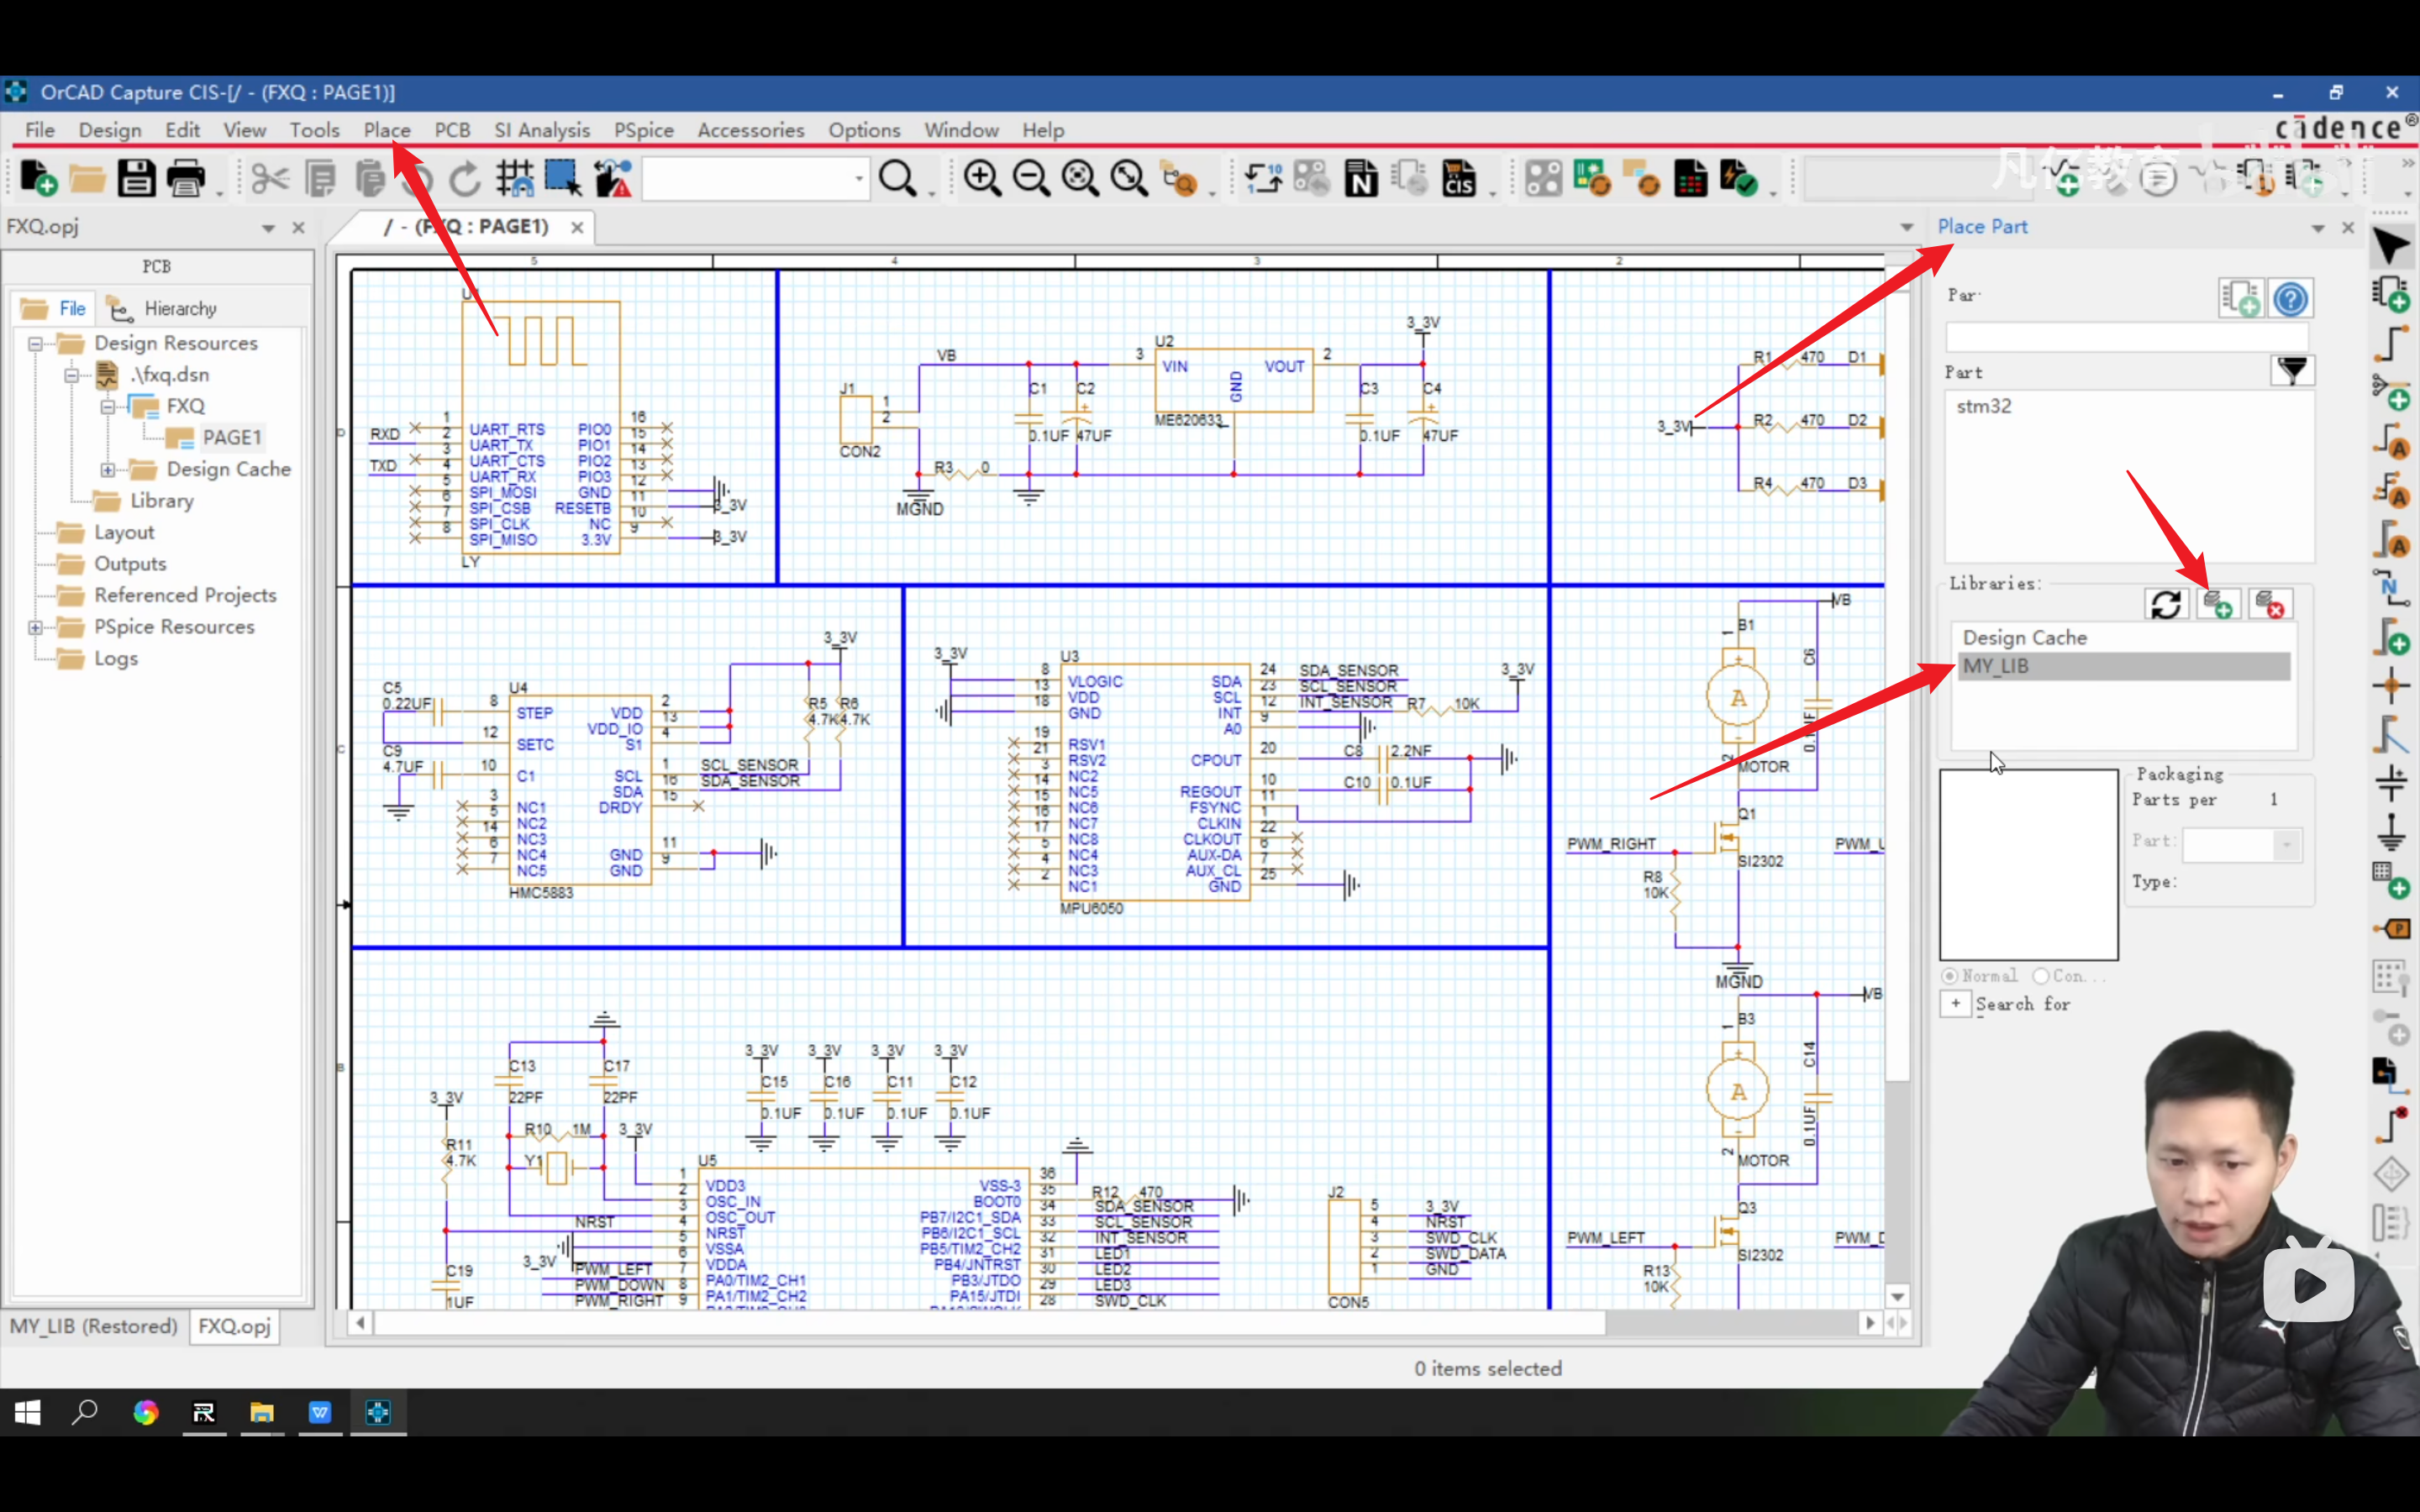 OrCAD Capture CIS-[/ - (FXQ : PAGE1)]
File Design Edit View Tools Place PCB SI Analysis PSpice Accessories Options Window Help
cādence®
凡亿教育
FXQ.opj
/ - (FXQ : PAGE1)
Place Part
PCB
File Hierarchy
Design Resources
.\fxq.dsn
FXQ
PAGE1
Design Cache
Library
Layout
Outputs
Referenced Projects
PSpice Resources
Logs
MY_LIB (Restored) FXQ.opj
5 4 3 2
U1
RXD
TXD
1 UART_RTS PIO0 16
2 UART_TX PIO1 15
3 UART_CTS PIO2 14
4 UART_RX PIO3 13
5 SPI_MOSI GND 12
6 SPI_CSB RESETB 11 3_3V
7 SPI_CLK NC 10
8 SPI_MISO 3.3V 9 3_3V
LY
J1
1
2
CON2
VB
C1 C2
0.1UF 47UF
R3 0
MGND
U2
3 VIN VOUT 2
GND
ME620633
3_3V
C3 C4
0.1UF 47UF
3_3V
R1 470 D1
R2 470 D2
R4 470 D3
C5
0.22UF
C9
4.7UF
U4
8 STEP VDD 2
VDD_IO 13
12 SETC S1 4
10 C1 SCL 1 SCL_SENSOR
SDA 16 SDA_SENSOR
3 NC1 DRDY 15
5 NC2
14 NC3
6 NC4 GND 11
7 NC5 GND 9
HMC5883
3_3V
R5 R6
4.7K 4.7K
3_3V
U3
8 VLOGIC SDA 24 SDA_SENSOR
13 VDD SCL 23 SCL_SENSOR
18 GND INT 12 INT_SENSOR R7 10K
A0 9
3_3V
19 RSV1
21 RSV2 CPOUT 20 C8 2.2NF
3 NC2
14 NC5 REGOUT 10 C10 0.1UF
15 NC6 FSYNC 11
16 NC7 CLKIN 1
17 NC8 CLKOUT 22
5 NC4 AUX-DA 6
4 NC3 AUX_CL 7
2 NC1 GND 25
MPU6050
VB
B1
1
A
2
MOTOR
C6
0.1UF
Q1
PWM_RIGHT
SI2302
R8
10K
MGND
VB
B3
1
A
2
MOTOR
C14
0.1UF
Q3
PWM_LEFT
SI2302
R13
10K
C13 C17
22PF 22PF
3_3V
R11
4.7K
R10 1M
Y1
3_3V
3_3V 3_3V 3_3V 3_3V
C15 C16 C11 C12
0.1UF 0.1UF 0.1UF 0.1UF
U5
1 VDD3 VSS-3 36
2 OSC_IN BOOT0 35 R12 470
3 OSC_OUT PB7/I2C1_SDA 34 SDA_SENSOR
NRST 4 NRST PB6/I2C1_SCL 33 SCL_SENSOR
5 VSSA PB5/TIM2_CH2 32 INT_SENSOR
3_3V 6 VDDA PB4/JNTRST 31 LED1
PWM_LEFT 7 PA0/TIM2_CH1 PB3/JTDO 30 LED2
PWM_DOWN 8 PA1/TIM2_CH2 PA15/JTDI 29 LED3
PWM_RIGHT 9 28 SWD_CLK
C19
1UF
J2
5 3_3V
4 NRST
3 SWD_CLK
2 SWD_DATA
1 GND
CON5
Par
Part
stm32
Libraries:
Design Cache
MY_LIB
Packaging
Parts per 1
Part:
Type:
Normal Con...
Search for
0 items selected